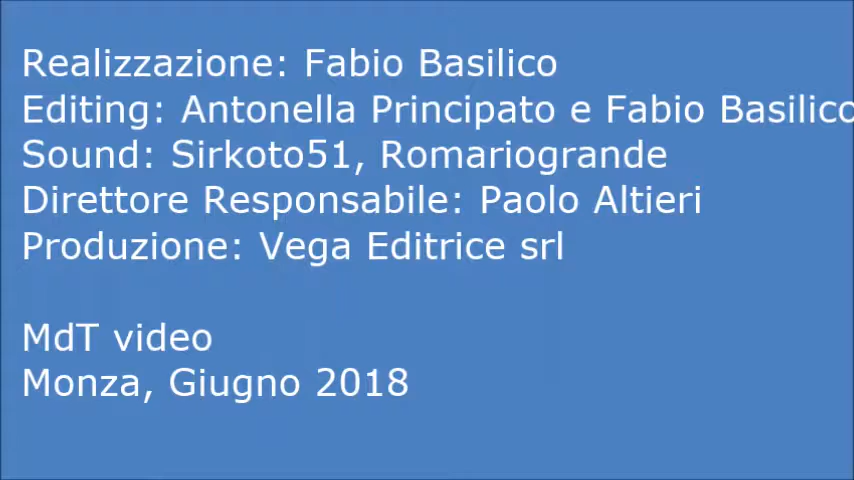 Realizzazione: Fabio Basilico
Editing: Antonella Principato e Fabio Basilico
Sound: Sirkoto51, Romariogrande
Direttore Responsabile: Paolo Altieri
Produzione: Vega Editrice srl
MdT video
Monza, Giugno 2018